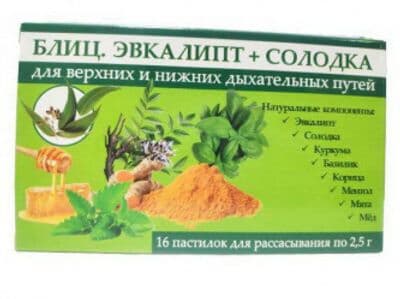 БЛИЦ. ЭВКАЛИПТ + СОЛОДКА
для верхних и нижних дыхательных путей
Натуральные компоненты:
✓ Эвкалипт
✓ Солодка
✓ Куркума
✓ Базилик
✓ Корица
✓ Ментол
✓ Мята
✓ Мёд
16 пастилок для рассасывания по 2,5 г